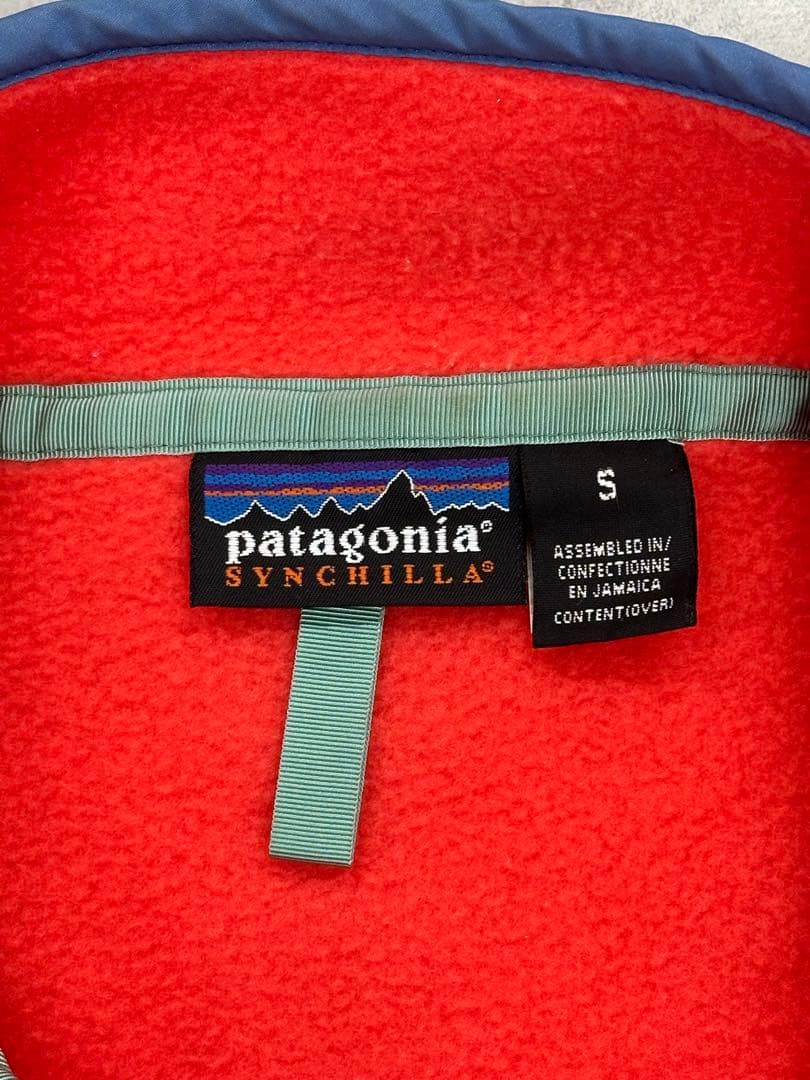 patagonia®
SYNCHILLA®
S
ASSEMBLED IN/
CONFECTIONNE
EN JAMAICA
CONTENT(OVER)